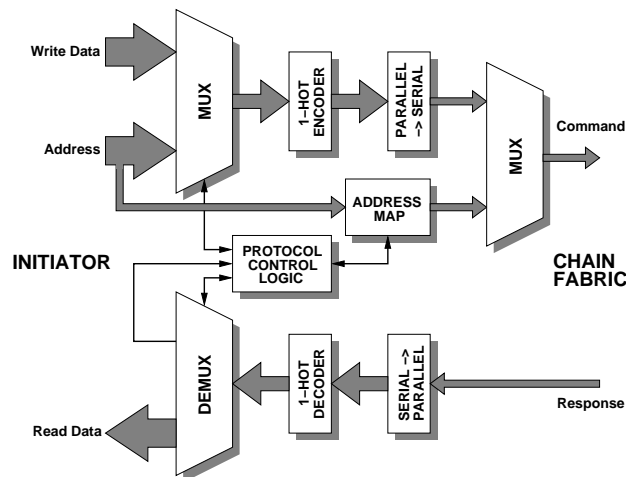 Write Data
MUX
1–HOT
ENCODER
PARALLEL
–> SERIAL
MUX
Command
Address
ADDRESS
MAP
INITIATOR
PROTOCOL
CONTROL
LOGIC
CHAIN
FABRIC
DEMUX
1–HOT
DECODER
SERIAL –>
PARALLEL
Response
Read Data